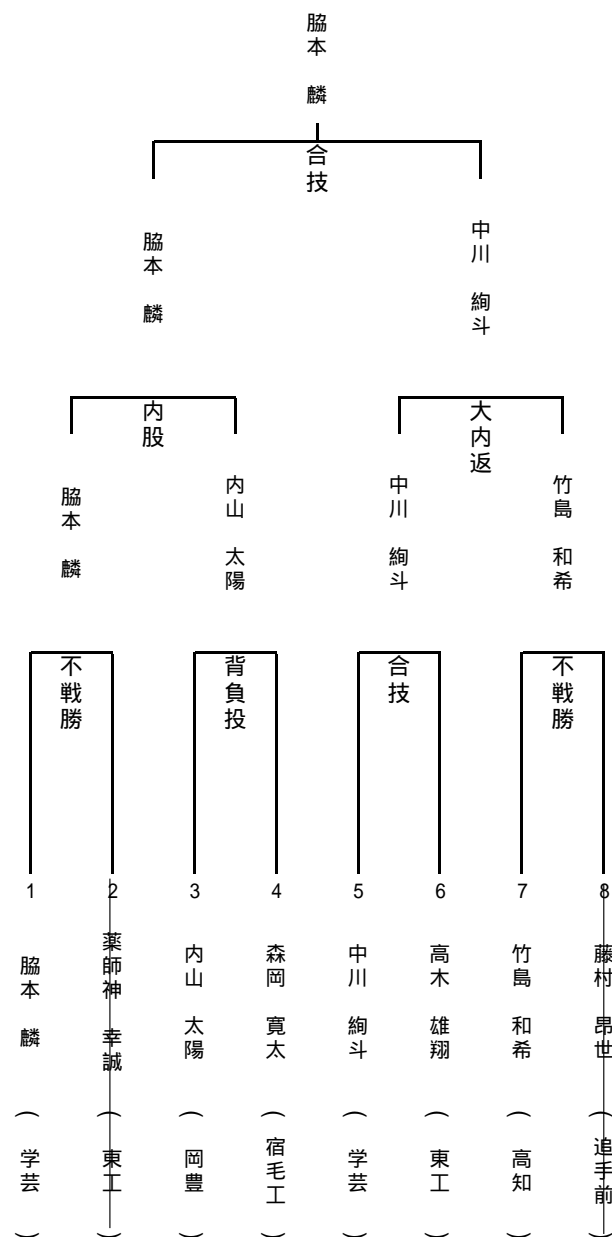 脇本 麟
合技
脇本 麟
中川 絢斗
内股
大内返
脇本 麟
内山 太陽
中川 絢斗
竹島 和希
不戦勝
背負投
合技
不戦勝
1
2
3
4
5
6
7
8
脇本 麟
薬師神 幸誠
内山 太陽
森岡 寛太
中川 絢斗
高木 雄翔
竹島 和希
藤村 昂世
(学芸)
(東工)
(岡豊)
(宿毛工)
(学芸)
(東工)
(高知)
(追手前)